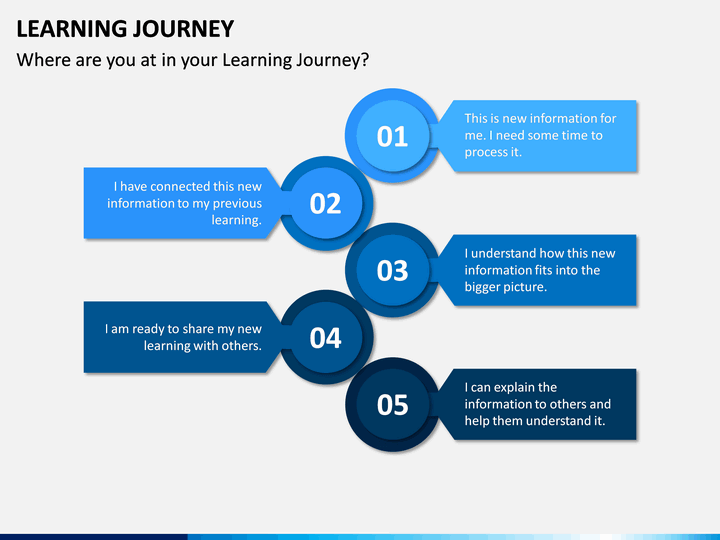 LEARNING JOURNEY
Where are you at in your Learning Journey?
01
This is new information for
me. I need some time to
process it.
02
I have connected this new
information to my previous
learning.
03
I understand how this new
information fits into the
bigger picture.
04
I am ready to share my new
learning with others.
05
I can explain the
information to others and
help them understand it.